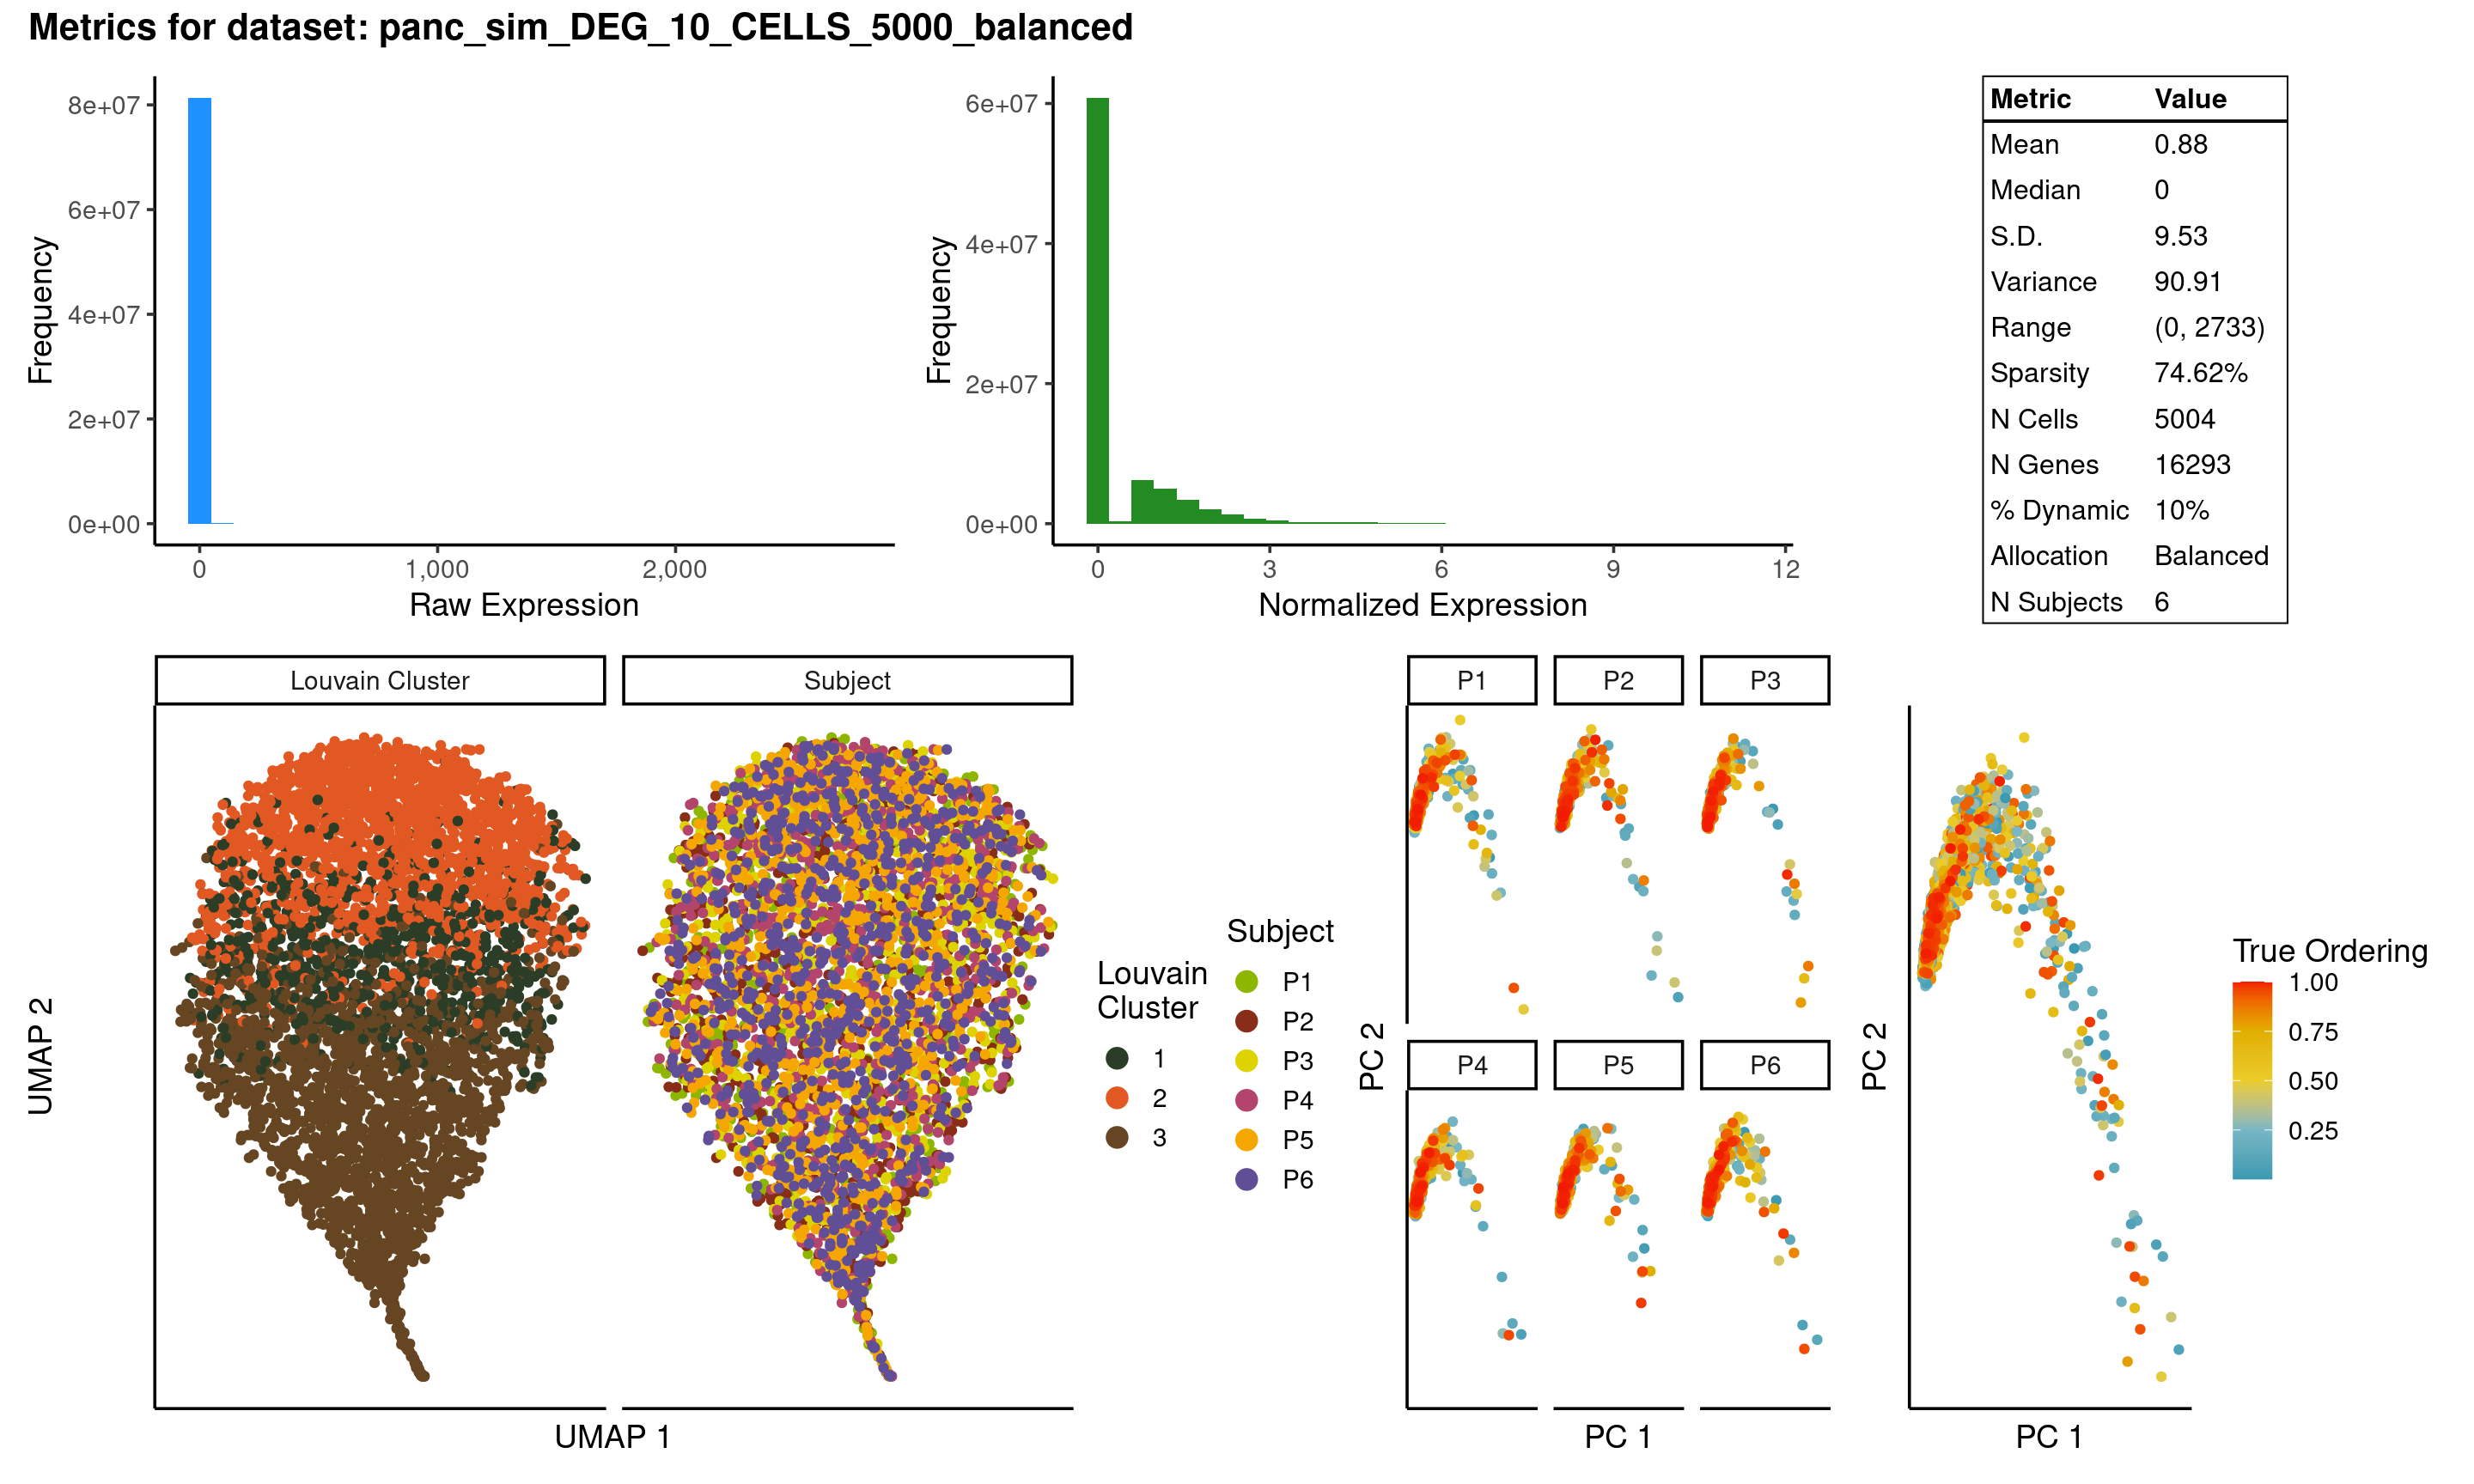 Metrics for dataset: panc_sim_DEG_10_CELLS_5000_balanced
8e+07
6e+07
4e+07
2e+07
0e+00
Frequency
0 1,000 2,000
Raw Expression
6e+07
4e+07
2e+07
0e+00
Frequency
0 3 6 9 12
Normalized Expression
Metric Value
Mean 0.88
Median 0
S.D. 9.53
Variance 90.91
Range (0, 2733)
Sparsity 74.62%
N Cells 5004
N Genes 16293
% Dynamic 10%
Allocation Balanced
N Subjects 6
Louvain Cluster Subject
UMAP 2
UMAP 1
Louvain
Cluster
1
2
3
Subject
P1
P2
P3
P4
P5
P6
P1 P2 P3
P4 P5 P6
PC 2
PC 1
PC 2
PC 1
True Ordering
1.00
0.75
0.50
0.25